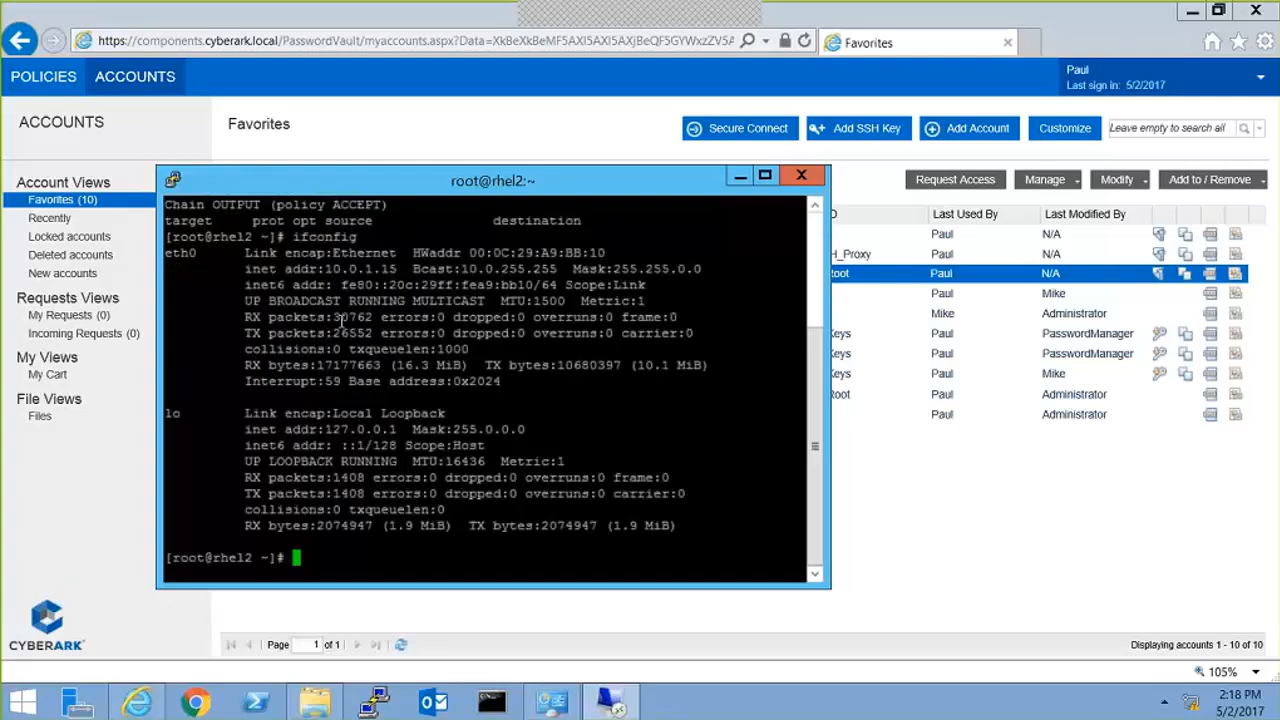 https://components.cyberark.local/PasswordVault/myaccounts.aspx?Data=XkBeXkBeMF5AXl5AXl5AXjBeQF5GYWxzZV5A
Favorites
POLICIES ACCOUNTS
Paul
Last sign in: 5/2/2017
ACCOUNTS
Favorites
Secure Connect
Add SSH Key
Add Account
Customize
Leave empty to search all
Request Access
Manage
Modify
Add to / Remove
Account Views
Favorites (10)
Recently
Locked accounts
Deleted accounts
New accounts
Requests Views
My Requests (0)
Incoming Requests (0)
My Views
My Cart
File Views
Files
root@rhel2:~
Chain OUTPUT (policy ACCEPT)
target prot opt source destination
[root@rhel2 ~]# ifconfig
eth0 Link encap:Ethernet HWaddr 00:0C:29:A9:BB:10
inet addr:10.0.1.15 Bcast:10.0.255.255 Mask:255.255.0.0
inet6 addr: fe80::20c:29ff:fea9:bb10/64 Scope:Link
UP BROADCAST RUNNING MULTICAST MTU:1500 Metric:1
RX packets:30762 errors:0 dropped:0 overruns:0 frame:0
TX packets:26552 errors:0 dropped:0 overruns:0 carrier:0
collisions:0 txqueuelen:1000
RX bytes:17177663 (16.3 MiB) TX bytes:10680397 (10.1 MiB)
Interrupt:59 Base address:0x2024
lo Link encap:Local Loopback
inet addr:127.0.0.1 Mask:255.0.0.0
inet6 addr: ::1/128 Scope:Host
UP LOOPBACK RUNNING MTU:16436 Metric:1
RX packets:1408 errors:0 dropped:0 overruns:0 frame:0
TX packets:1408 errors:0 dropped:0 overruns:0 carrier:0
collisions:0 txqueuelen:0
RX bytes:2074947 (1.9 MiB) TX bytes:2074947 (1.9 MiB)
[root@rhel2 ~]#
D Last Used By Last Modified By
Paul N/A
H_Proxy Paul N/A
oot Paul N/A
Paul Mike
Mike Administrator
Keys Paul PasswordManager
Keys Paul PasswordManager
Keys Paul Mike
oot Paul Administrator
Paul Administrator
CYBERARK
Page 1 of 1
Displaying accounts 1 - 10 of 10
105%
2:18 PM
5/2/2017